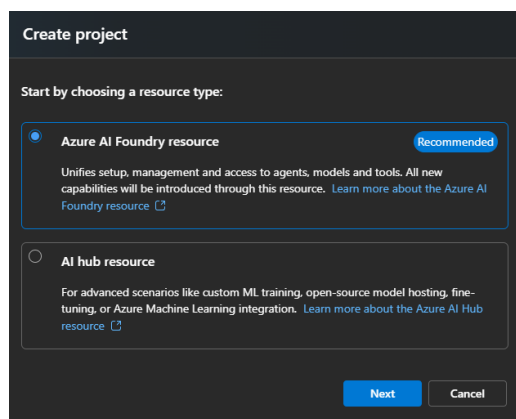 Create project
Start by choosing a resource type:
Azure AI Foundry resource
Recommended
Unifies setup, management and access to agents, models and tools. All new
capabilities will be introduced through this resource. Learn more about the Azure AI
Foundry resource
AI hub resource
For advanced scenarios like custom ML training, open-source model hosting, fine-
tuning, or Azure Machine Learning integration. Learn more about the Azure AI Hub
resource
Next
Cancel